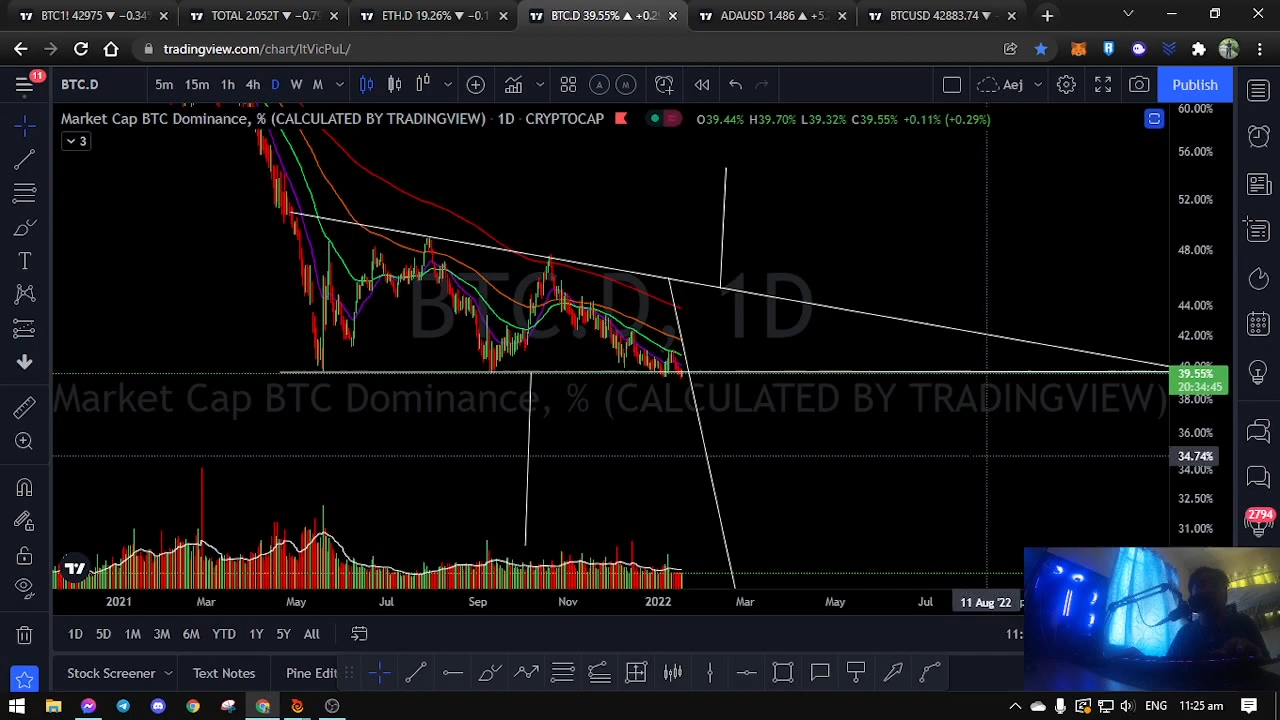 BTC1! 42975 ▼ −0.34%
TOTAL 2.052T ▼ −0.7
ETH.D 19.26% ▼ −0.1
BTC.D 39.55% ▲ +0.2
ADAUSD 1.486 ▲ +5.
BTCUSD 42883.74 ▼
tradingview.com/chart/ltVicPuL/
11
BTC.D
5m 15m 1h 4h D W M
A M
Aej
Publish
Market Cap BTC Dominance, % (CALCULATED BY TRADINGVIEW) · 1D · CRYPTOCAP
O39.44% H39.70% L39.32% C39.55% +0.11% (+0.29%)
3
60.00%
56.00%
52.00%
48.00%
44.00%
42.00%
BTC.D, 1D
39.55%
20:34:45
Market Cap BTC Dominance, % (CALCULATED BY TRADINGVIEW)
38.00%
36.00%
34.74%
34.00%
32.50%
31.00%
2794
2021 Mar May Jul Sep Nov 2022 Mar May Jul 11 Aug '22
1D 5D 1M 3M 6M YTD 1Y 5Y All
11:
Stock Screener Text Notes Pine Edit
ENG 11:25 am